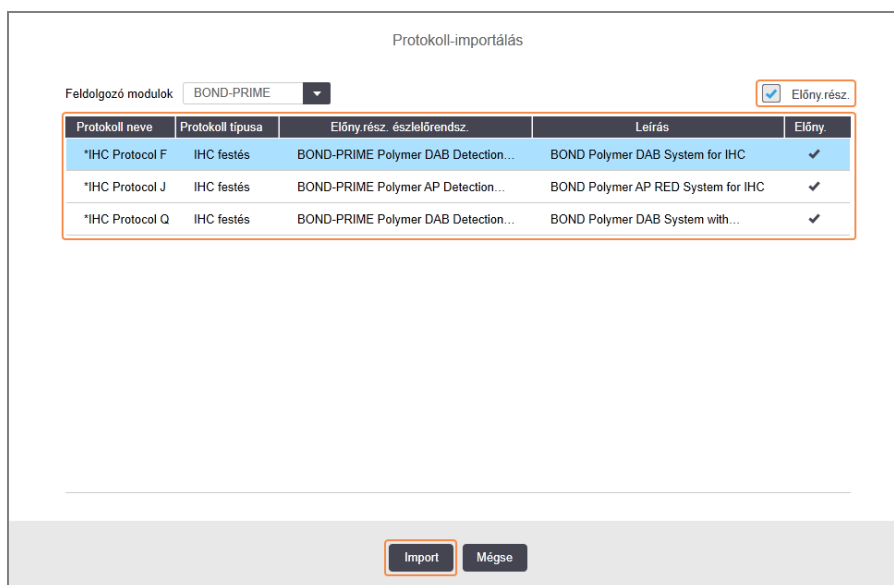 Protokoll-importálás
Feldolgozó modulok BOND-PRIME Előny.rész.
Protokoll neve Protokoll típusa Előny.rész. észlelőrendsz. Leírás Előny.
*IHC Protocol F IHC festés BOND-PRIME Polymer DAB Detection... BOND Polymer DAB System for IHC ✔
*IHC Protocol J IHC festés BOND-PRIME Polymer AP Detection... BOND Polymer AP RED System for IHC ✔
*IHC Protocol Q IHC festés BOND-PRIME Polymer DAB Detection... BOND Polymer DAB System with... ✔
Import Mégse